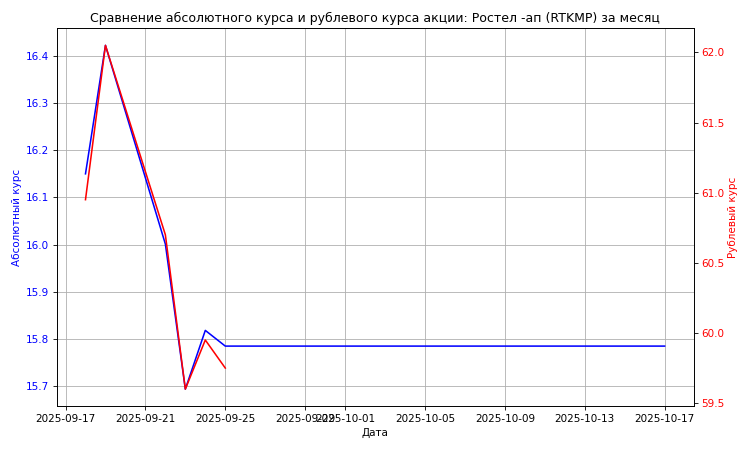 Сравнение абсолютного курса и рублевого курса акции: Ростел -ап (RTKMP) за месяц
Абсолютный курс
16.4
16.3
16.2
16.1
16.0
15.9
15.8
15.7
62.0
61.5
61.0
60.5
60.0
59.5
Рублевый курс
2025-09-17 2025-09-21 2025-09-25 2025-09-29 2025-10-01 2025-10-05 2025-10-09 2025-10-13 2025-10-17
Дата